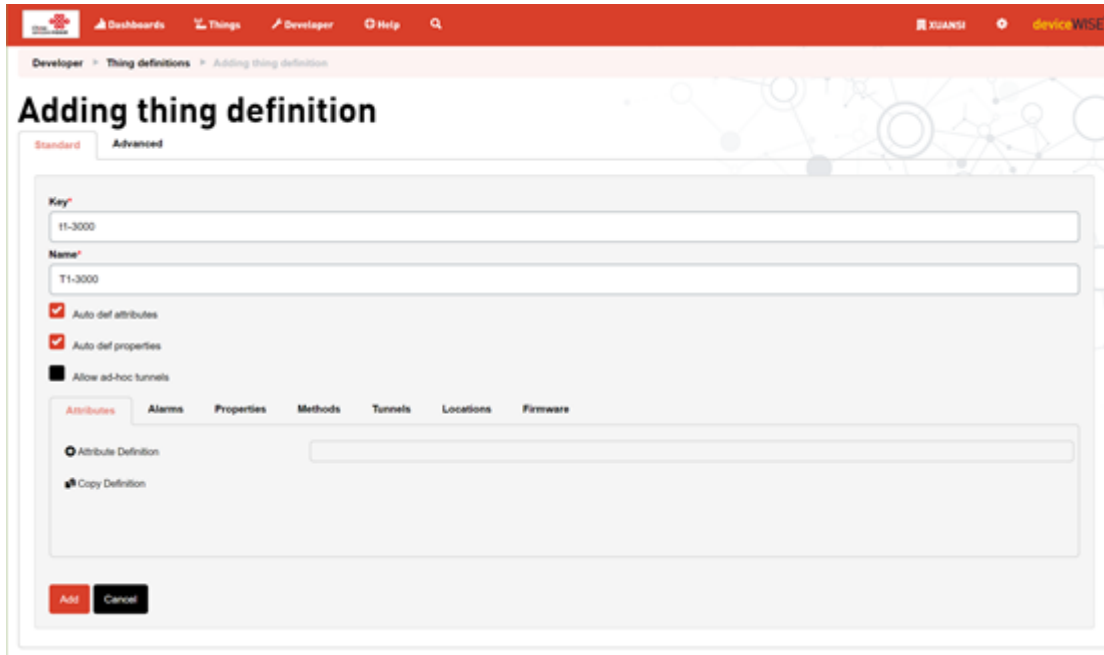 Dashboards Things Developer Help XUANSI deviceWISE
Developer Thing definitions Adding thing definition
Adding thing definition
Standard Advanced
Key*
t1-3000
Name*
T1-3000
Auto def attributes
Auto def properties
Allow ad-hoc tunnels
Attributes Alarms Properties Methods Tunnels Locations Firmware
Attribute Definition
Copy Definition
Add Cancel